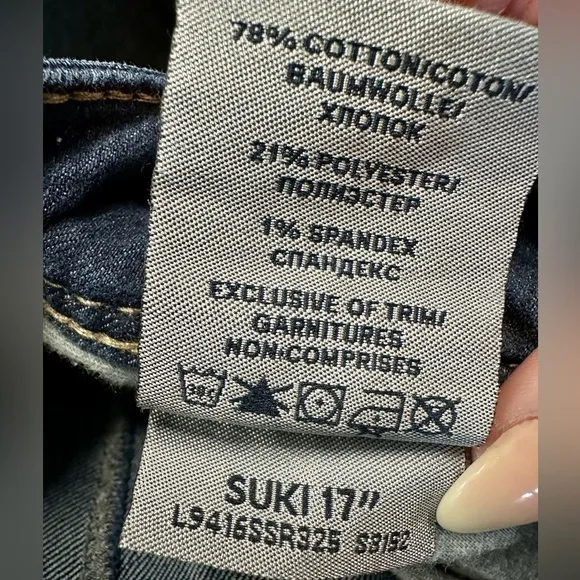 78% COTTON/COTON/
BAUMWOLLE/
ХЛОПОК
21% POLYESTER/
ПОЛИЭСТЕР
1% SPANDEX
СПАНДЕКС
EXCLUSIVE OF TRIM/
GARNITURES
NON COMPRISES
SUKI 17"
L9416SSR325 S3152